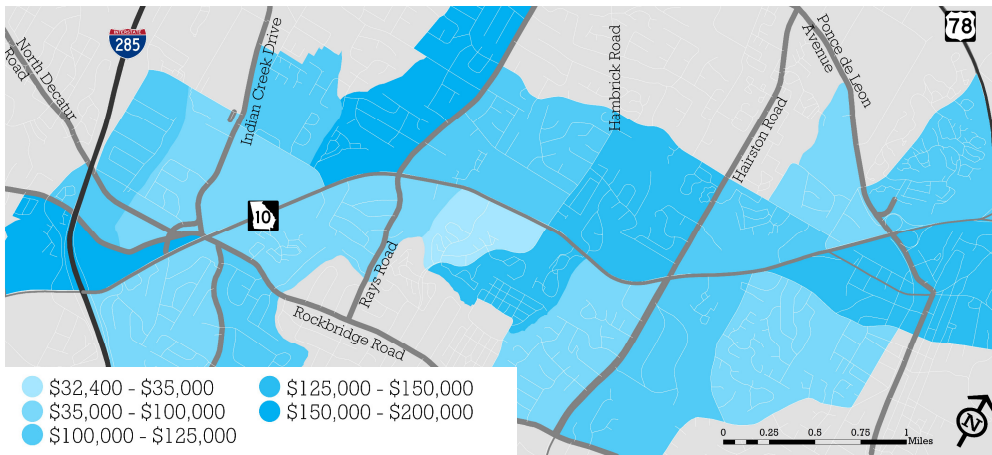 INTERSTATE
285
78
North Decatur
Road
Indian Creek Drive
Hambrick Road
Ponce de Leon
Avenue
Hairston Road
10
Rays Road
Rockbridge Road
$32,400 - $35,000
$35,000 - $100,000
$100,000 - $125,000
$125,000 - $150,000
$150,000 - $200,000
0 0.25 0.5 0.75 1
Miles
N